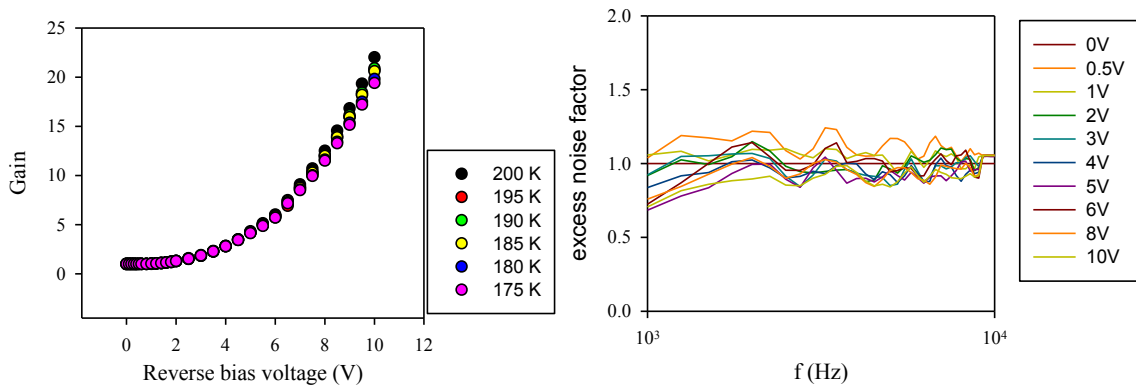 25
20
15
10
5
0
Gain
0 2 4 6 8 10 12
Reverse bias voltage (V)
200 K
195 K
190 K
185 K
180 K
175 K
2.0
1.5
1.0
0.5
0.0
excess noise factor
10³ 10⁴
f (Hz)
0V
0.5V
1V
2V
3V
4V
5V
6V
8V
10V